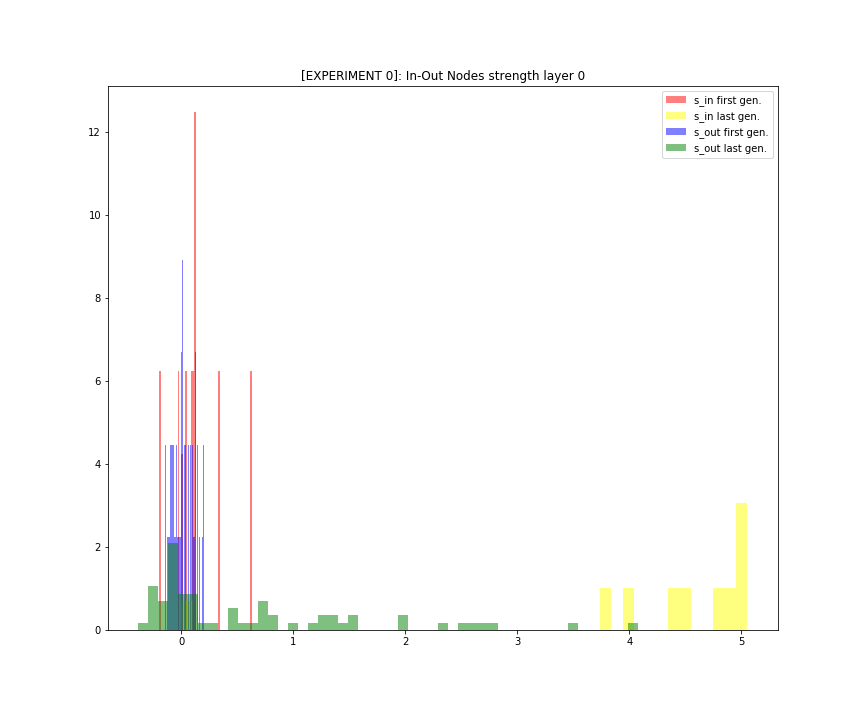 [EXPERIMENT 0]: In-Out Nodes strength layer 0
s_in first gen.
s_in last gen.
s_out first gen.
s_out last gen.
12
10
8
6
4
2
0
0 1 2 3 4 5